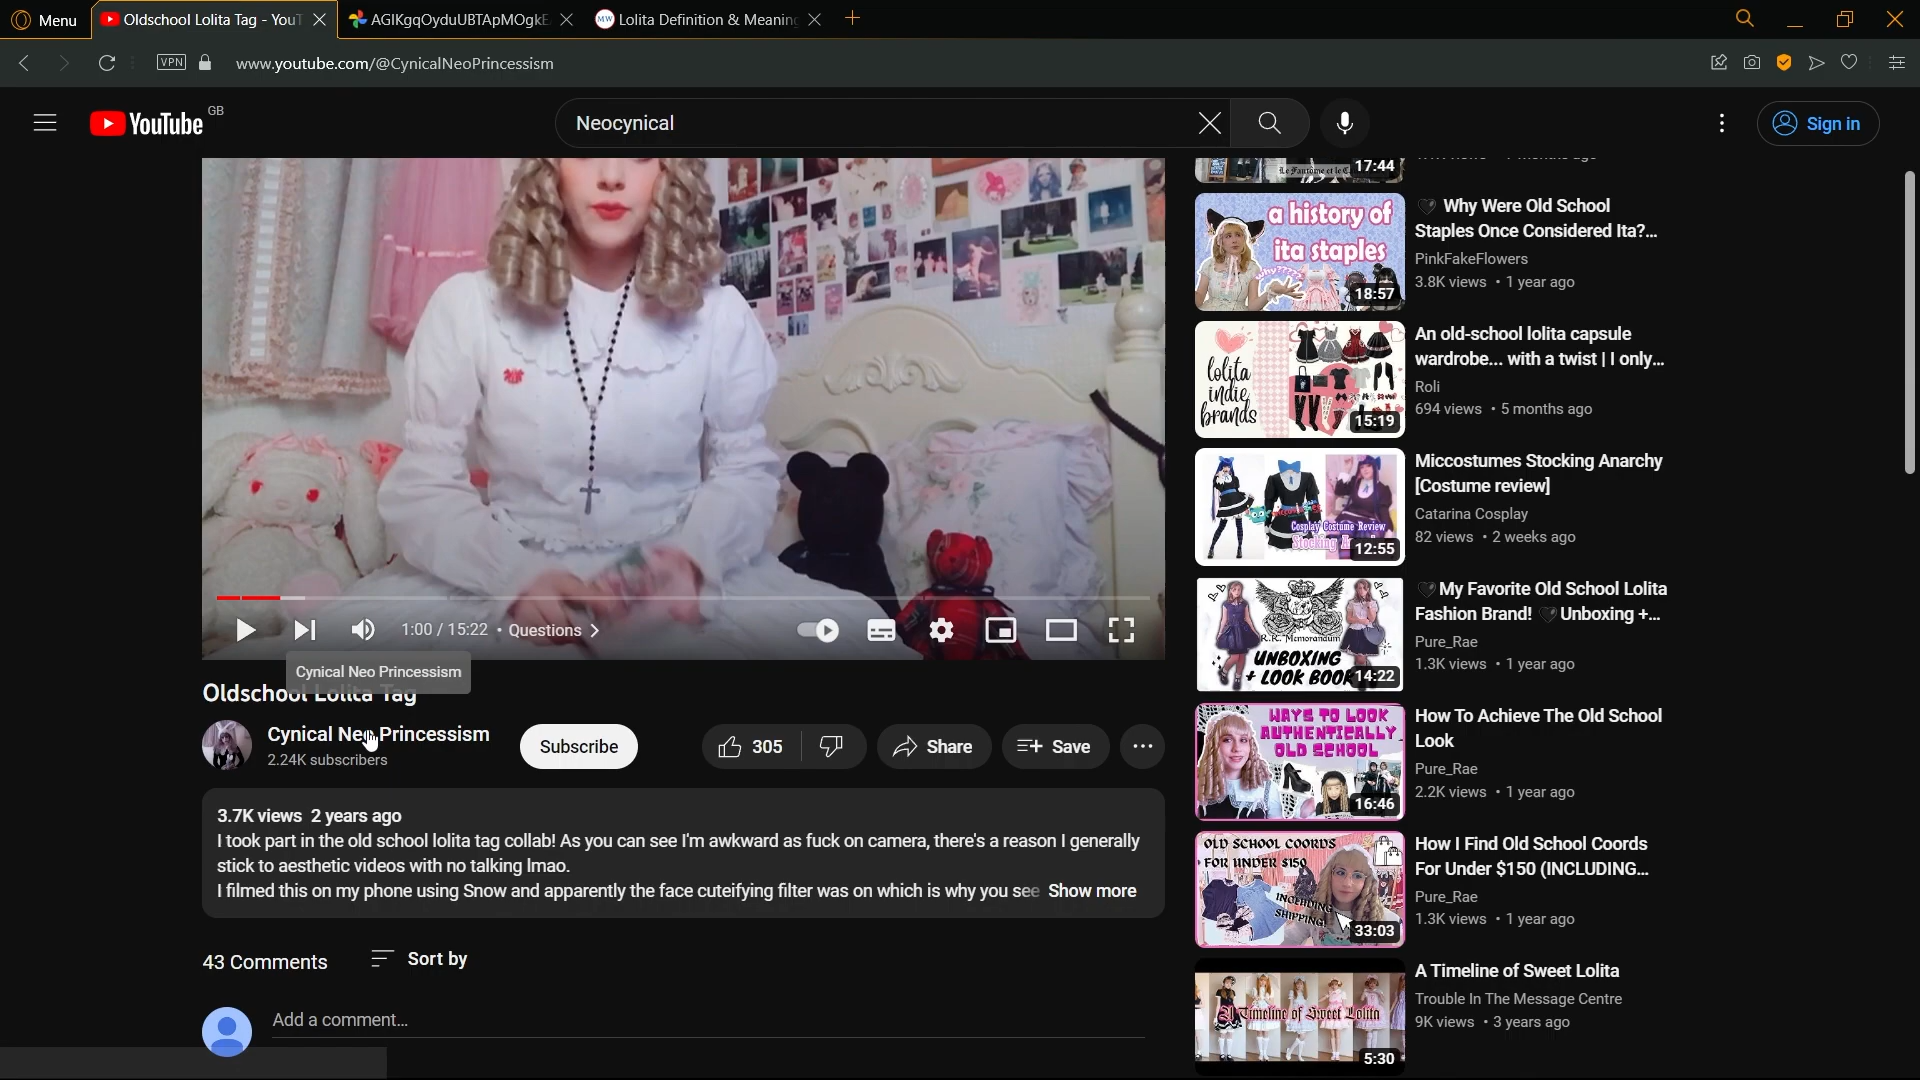 Menu
Oldschool Lolita Tag - You
AGIKgqOyduUBTApMOgkE
MW
Lolita Definition & Meaning
VPN
www.youtube.com/@CynicalNeoPrincessism
YouTube GB
Neocynical
Sign in
1:00 / 15:22 • Questions
Cynical Neo Princessism
Oldschool Lolita Tag
Cynical Neo Princessism
2.24K subscribers
Subscribe
305
Share
Save
3.7K views 2 years ago
I took part in the old school lolita tag collab! As you can see I'm awkward as fuck on camera, there's a reason I generally
stick to aesthetic videos with no talking lmao.
I filmed this on my phone using Snow and apparently the face cuteifying filter was on which is why you see Show more
43 Comments
Sort by
Add a comment...
17:44
a history of
ita staples
why????
18:57
🖤 Why Were Old School
Staples Once Considered Ita?...
PinkFakeFlowers
3.8K views • 1 year ago
lolita
indie
brands
15:19
An old-school lolita capsule
wardrobe... with a twist | I only...
Roli
694 views • 5 months ago
Cosplay Costume Review
12:55
Miccostumes Stocking Anarchy
[Costume review]
Catarina Cosplay
82 views • 2 weeks ago
R.R. Memorandum
UNBOXING
+ LOOK BOOK
14:22
🖤My Favorite Old School Lolita
Fashion Brand! 🖤Unboxing +...
Pure_Rae
1.3K views • 1 year ago
WAYS TO LOOK
AUTHENTICALLY
OLD SCHOOL
16:46
How To Achieve The Old School
Look
Pure_Rae
2.2K views • 1 year ago
OLD SCHOOL COORDS
FOR UNDER $150
INCLUDING
SHIPPING!
33:03
How I Find Old School Coords
For Under $150 (INCLUDING...
Pure_Rae
1.3K views • 1 year ago
A Timeline of Sweet Lolita
5:30
A Timeline of Sweet Lolita
Trouble In The Message Centre
9K views • 3 years ago